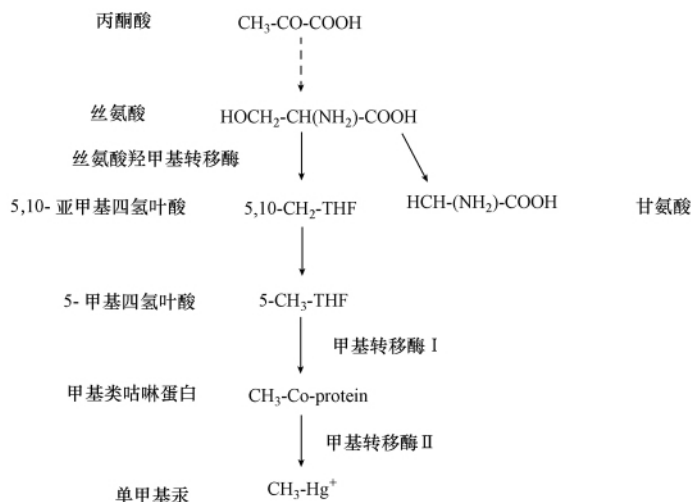 丙酮酸 CH₃-CO-COOH
丝氨酸 HOCH₂-CH(NH₂)-COOH
丝氨酸羟甲基转移酶
5,10- 亚甲基四氢叶酸 5,10-CH₂-THF HCH-(NH₂)-COOH 甘氨酸
5- 甲基四氢叶酸 5-CH₃-THF
甲基转移酶Ⅰ
甲基类咕啉蛋白 CH₃-Co-protein
甲基转移酶Ⅱ
单甲基汞 CH₃-Hg⁺